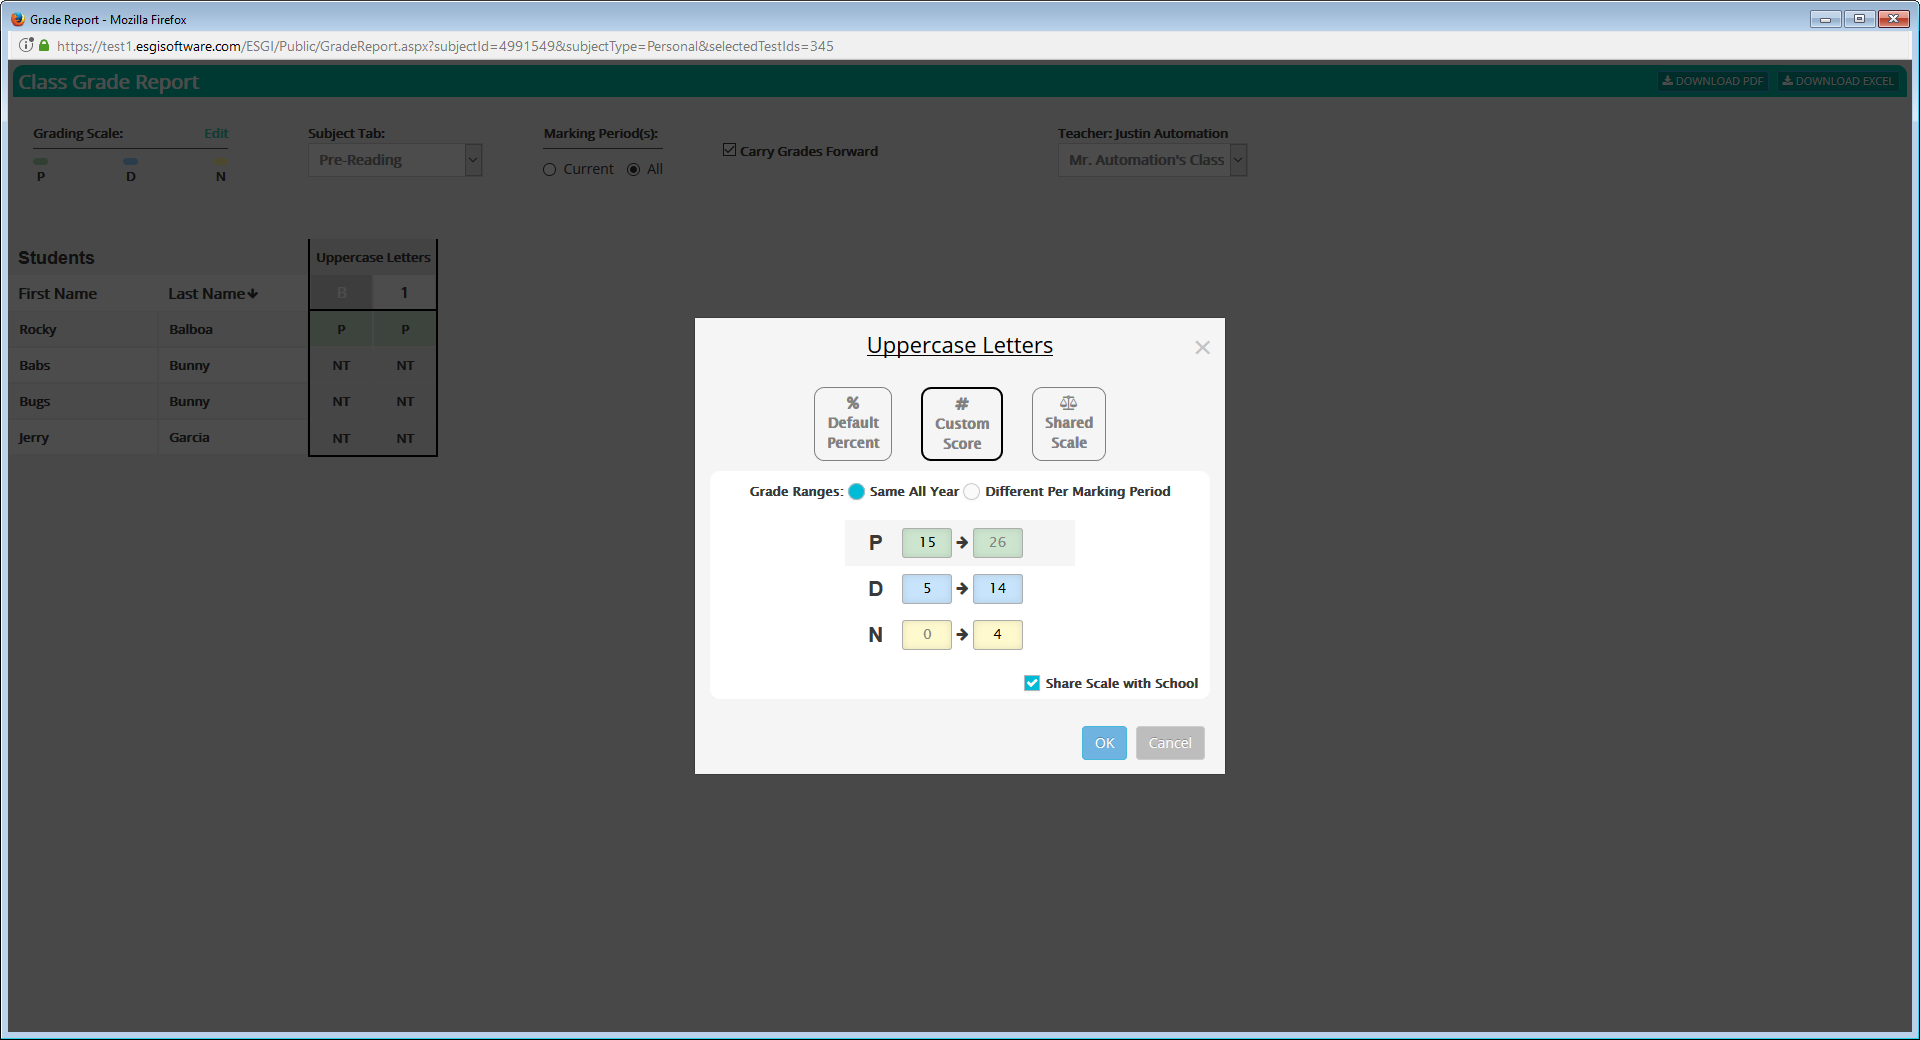 Grade Report - Mozilla Firefox
https://test1.esgisoftware.com/ESGI/Public/GradeReport.aspx?subjectId=4991549&subjectType=Personal&selectedTestIds=345
Class Grade Report
DOWNLOAD PDF DOWNLOAD EXCEL
Grading Scale: Edit
P D N
Subject Tab:
Pre-Reading
Marking Period(s):
Current All
Carry Grades Forward
Teacher: Justin Automation
Mr. Automation's Class
Students Uppercase Letters
First Name Last Name B 1
Rocky Balboa P P
Babs Bunny NT NT
Bugs Bunny NT NT
Jerry Garcia NT NT
Uppercase Letters
% Default Percent
# Custom Score
Shared Scale
Grade Ranges: Same All Year Different Per Marking Period
P 15 26
D 5 14
N 0 4
Share Scale with School
OK Cancel